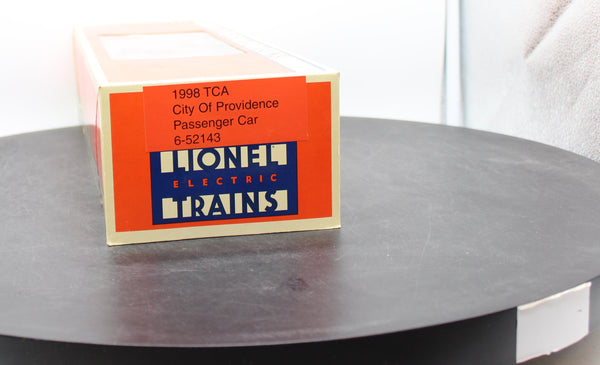 1998 TCA
City Of Providence
Passenger Car
6-52143
LIONEL
ELECTRIC
TRAINS